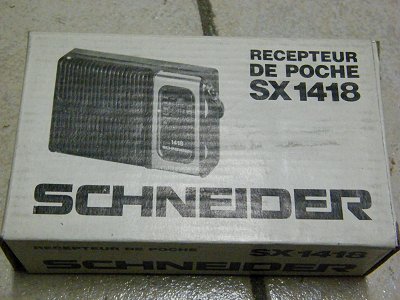 RECEPTEUR
DE POCHE
SX 1418
1418
SCHNEIDER
RECEPTEUR DE POCHE
SX 1418
SCHNEIDER